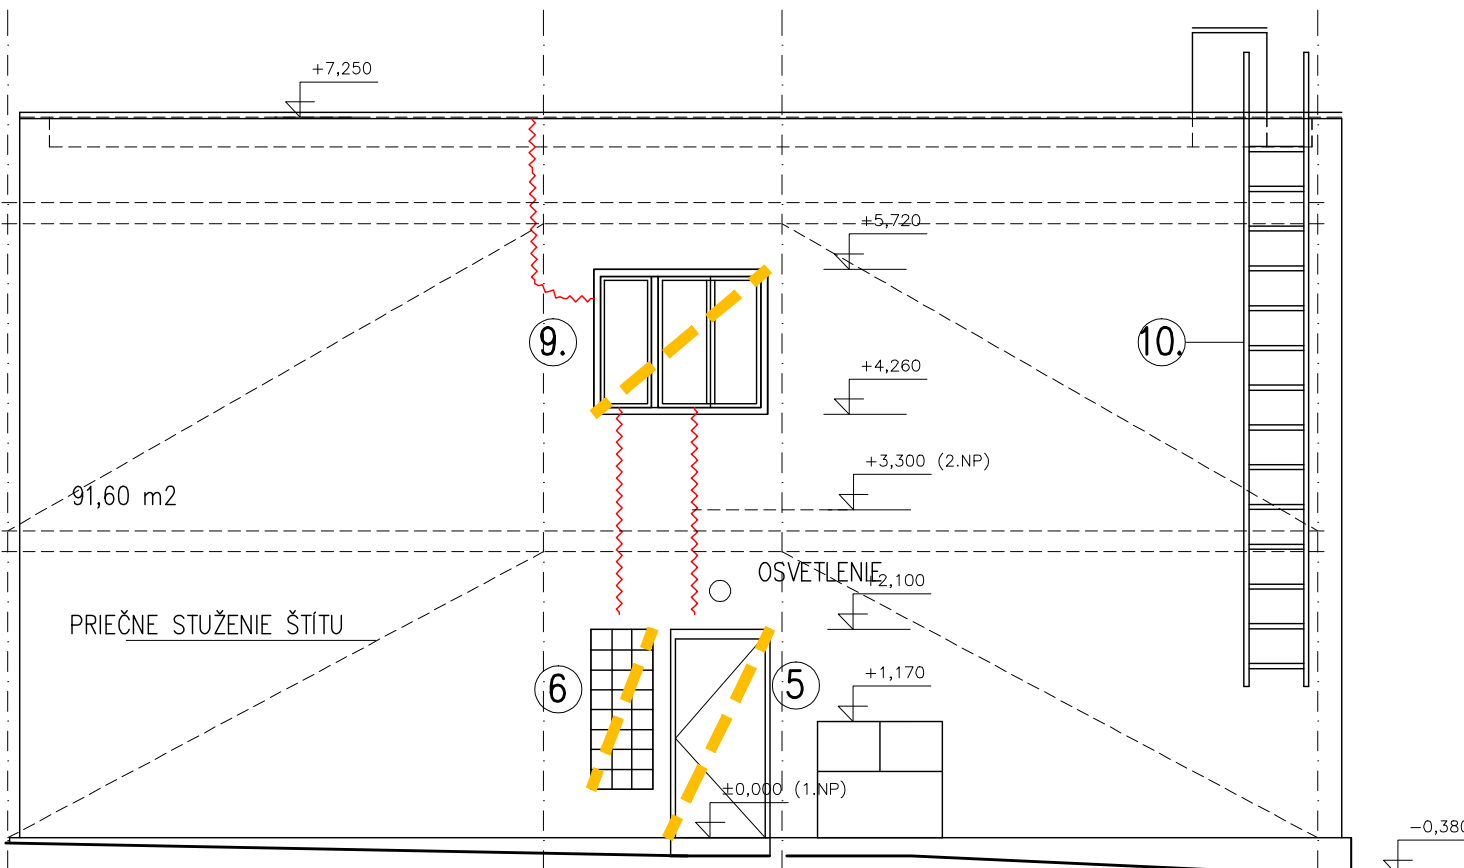 +7,250
+5,720
9.
10.
+4,260
+3,300 (2.NP)
91,60 m2
OSVETLENIE
+2,100
PRIEČNE STUŽENIE ŠTÍTU
+1,170
6
5
±0,000 (1.NP)
−0,380